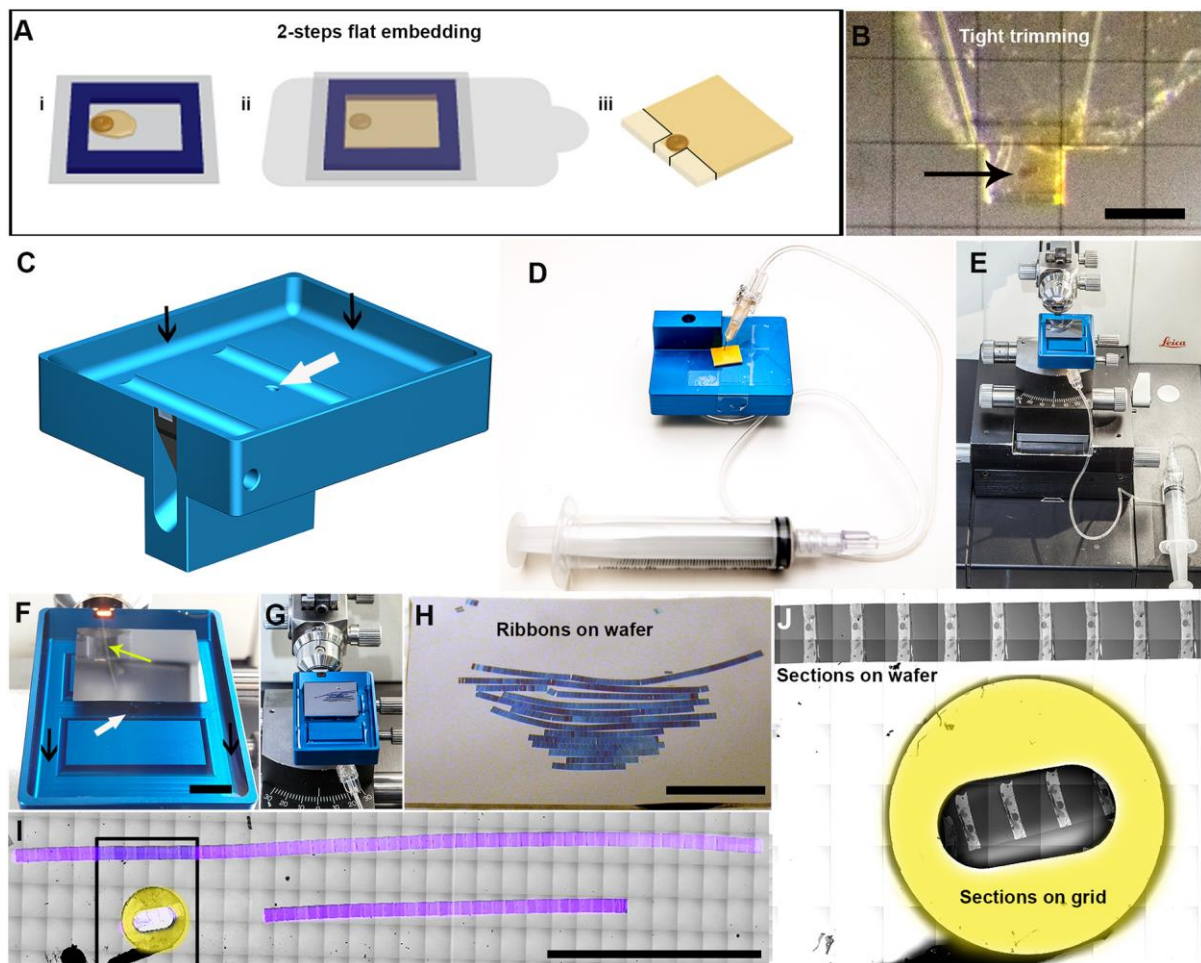 A
2-steps flat embedding
i
ii
iii
B
Tight trimming
C
D
E
Leica
F
G
H
Ribbons on wafer
J
Sections on wafer
I
Sections on grid